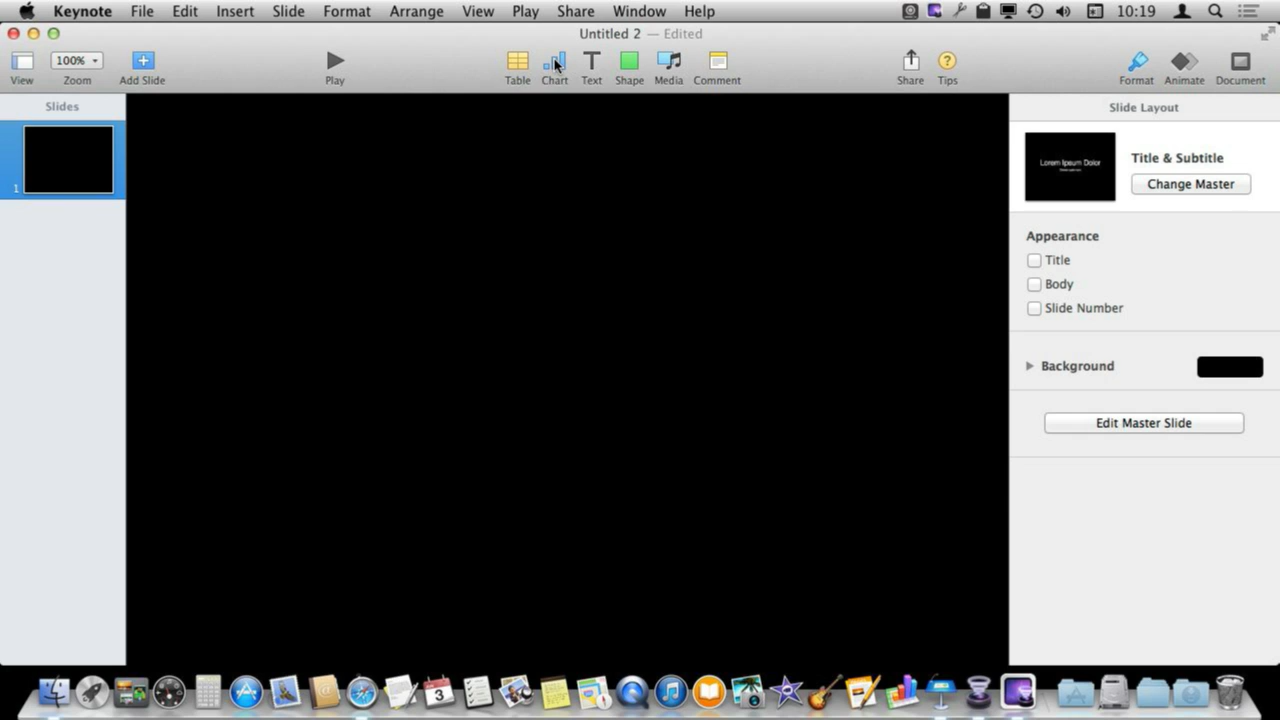 Keynote File Edit Insert Slide Format Arrange View Play Share Window Help 10:19
Untitled 2 — Edited
100%
View Zoom Add Slide Play Table Chart Text Shape Media Comment Share Tips Format Animate Document
Slides
1
Slide Layout
Lorem Ipsum Dolor
Title & Subtitle
Change Master
Appearance
Title
Body
Slide Number
Background
Edit Master Slide
3